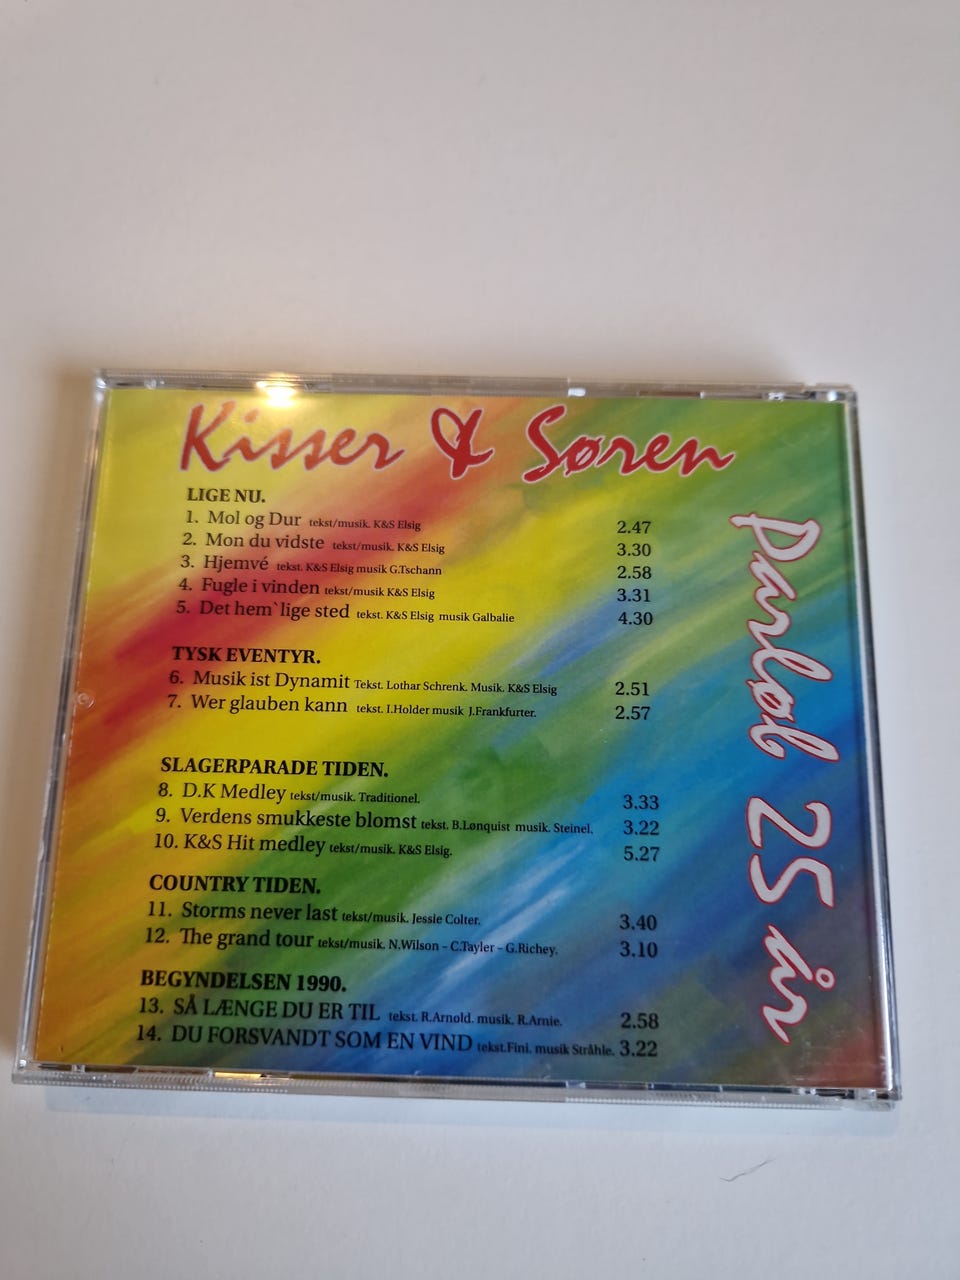 Kisser & Søren
LIGE NU.
1. Mol og Dur tekst/musik. K&S Elsig 2.47
2. Mon du vidste tekst/musik. K&S Elsig 3.30
3. Hjemvé tekst. K&S Elsig musik G.Tschann 2.58
4. Fugle i vinden tekst/musik K&S Elsig 3.31
5. Det hem`lige sted tekst. K&S Elsig musik Galbalie 4.30
TYSK EVENTYR.
6. Musik ist Dynamit Tekst. Lothar Schrenk. Musik. K&S Elsig 2.51
7. Wer glauben kann tekst. I.Holder musik J.Frankfurter. 2.57
SLAGERPARADE TIDEN.
8. D.K Medley tekst/musik. Traditionel. 3.33
9. Verdens smukkeste blomst tekst. B.Lønquist musik. Steinel. 3.22
10. K&S Hit medley tekst/musik. K&S Elsig. 5.27
COUNTRY TIDEN.
11. Storms never last tekst/musik. Jessie Colter. 3.40
12. The grand tour tekst/musik. N.Wilson - C.Tayler - G.Richey. 3.10
BEGYNDELSEN 1990.
13. SÅ LÆNGE DU ER TIL tekst. R.Arnold. musik. R.Arnie. 2.58
14. DU FORSVANDT SOM EN VIND tekst.Fini. musik Stråhle. 3.22
Parløb 25 år